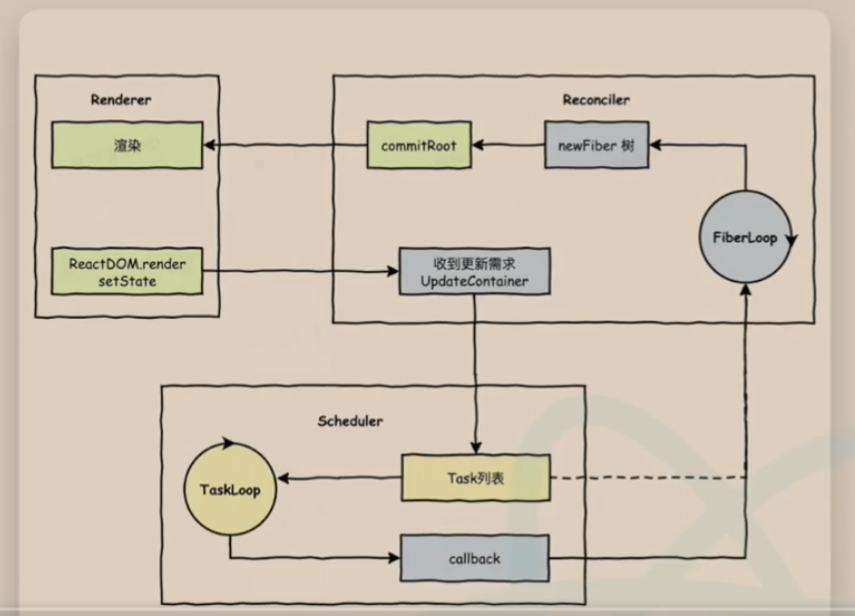 Renderer
渲染
ReactDOM.render
setState
Reconciler
commitRoot
newFiber 树
FiberLoop
收到更新需求
UpdateContainer
Scheduler
TaskLoop
Task列表
callback